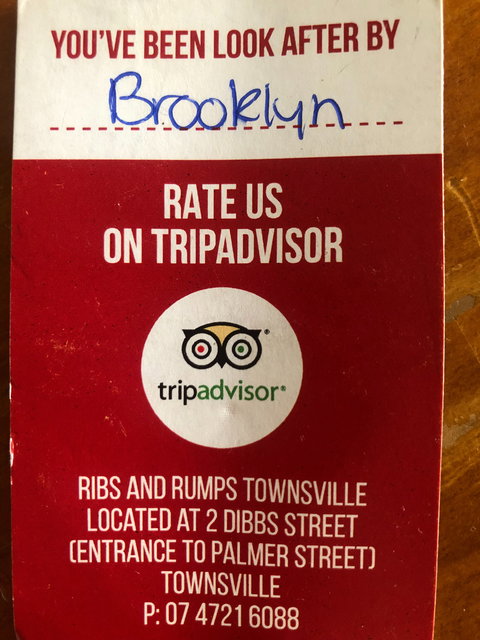 YOU'VE BEEN LOOK AFTER BY
Brooklyn
RATE US
ON TRIPADVISOR
tripadvisor®
RIBS AND RUMPS TOWNSVILLE
LOCATED AT 2 DIBBS STREET
(ENTRANCE TO PALMER STREET)
TOWNSVILLE
P: 07 4721 6088